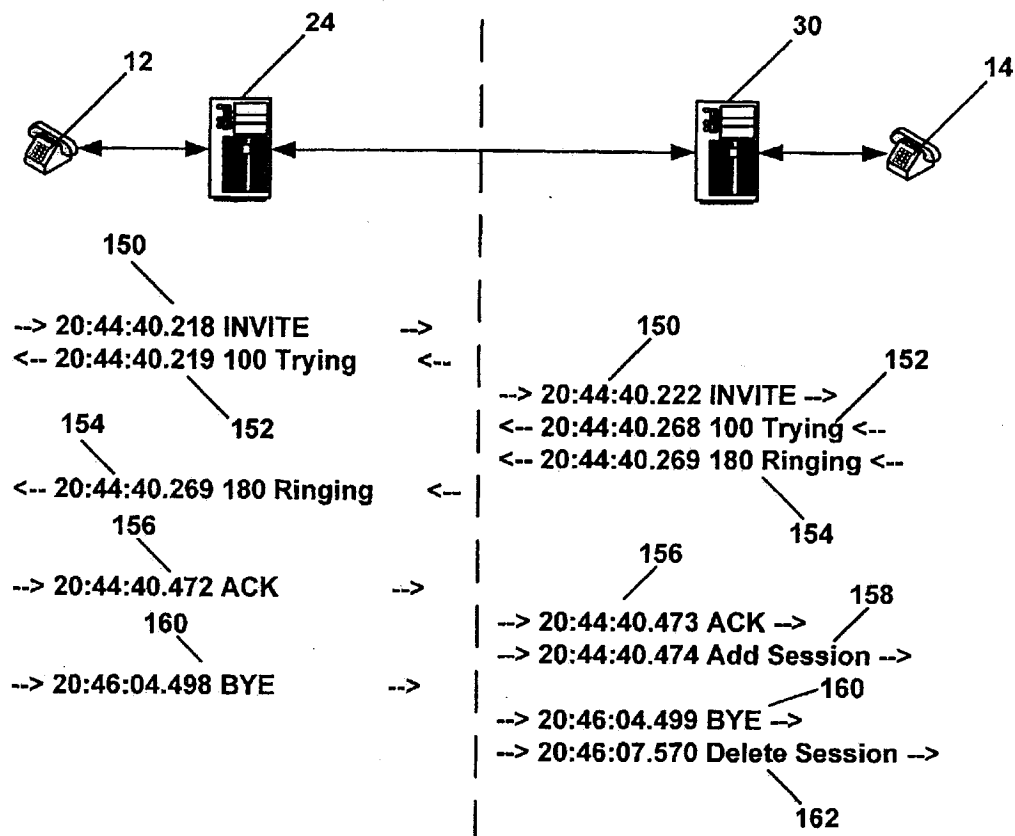 24
30
12
14
150
--> 20:44:40.218 INVITE -->
<-- 20:44:40.219 100 Trying <--
150
152
--> 20:44:40.222 INVITE -->
<-- 20:44:40.268 100 Trying <--
<-- 20:44:40.269 180 Ringing <--
154
152
<-- 20:44:40.269 180 Ringing <--
154
156
--> 20:44:40.472 ACK -->
156
158
--> 20:44:40.473 ACK -->
--> 20:44:40.474 Add Session -->
160
--> 20:46:04.498 BYE -->
160
--> 20:46:04.499 BYE -->
--> 20:46:07.570 Delete Session -->
162